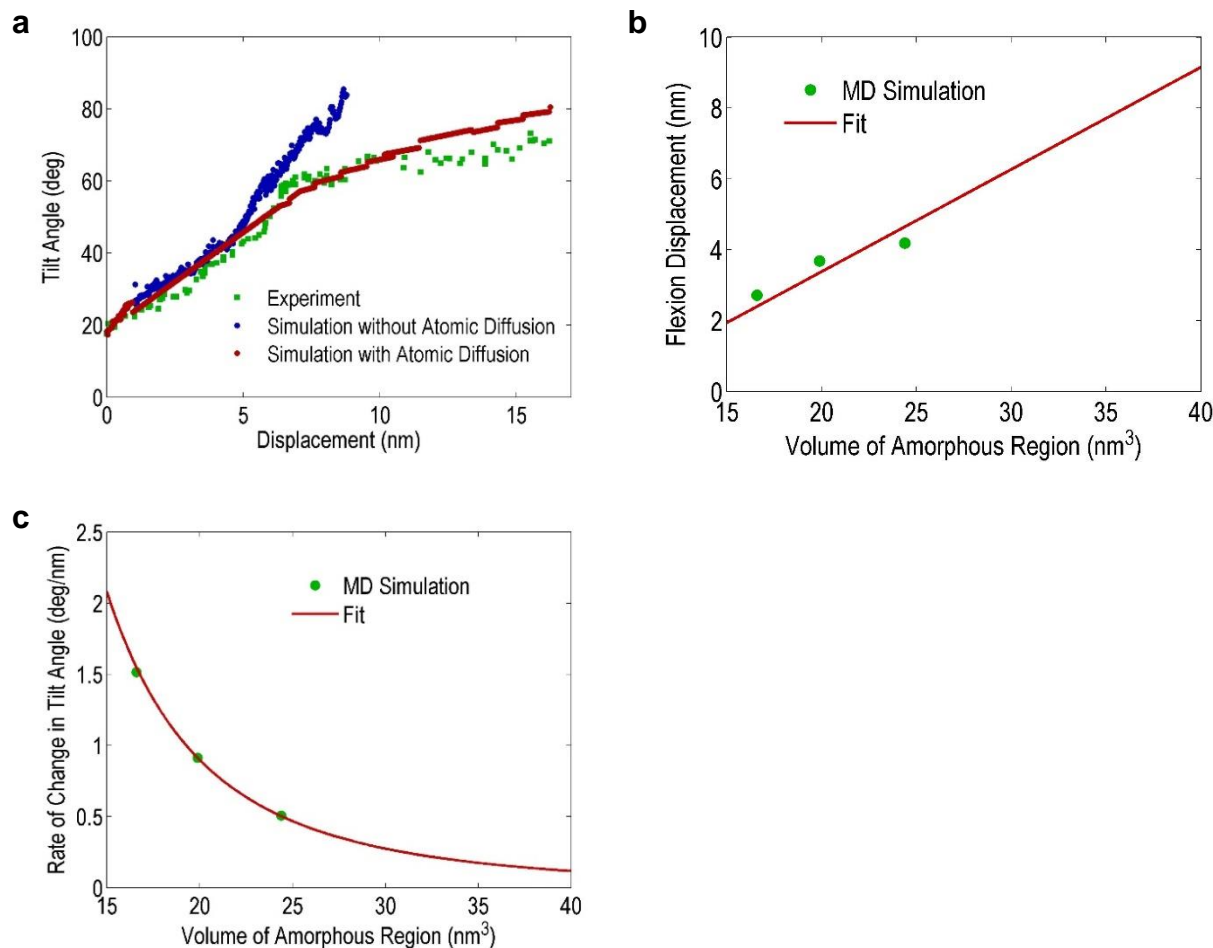 a
Tilt Angle (deg)
100
80
60
40
20
0
Experiment
Simulation without Atomic Diffusion
Simulation with Atomic Diffusion
0 5 10 15
Displacement (nm)
b
Flexion Displacement (nm)
10
8
6
4
2
0
MD Simulation
Fit
15 20 25 30 35 40
Volume of Amorphous Region (nm³)
c
Rate of Change in Tilt Angle (deg/nm)
2.5
2
1.5
1
0.5
0
MD Simulation
Fit
15 20 25 30 35 40
Volume of Amorphous Region (nm³)